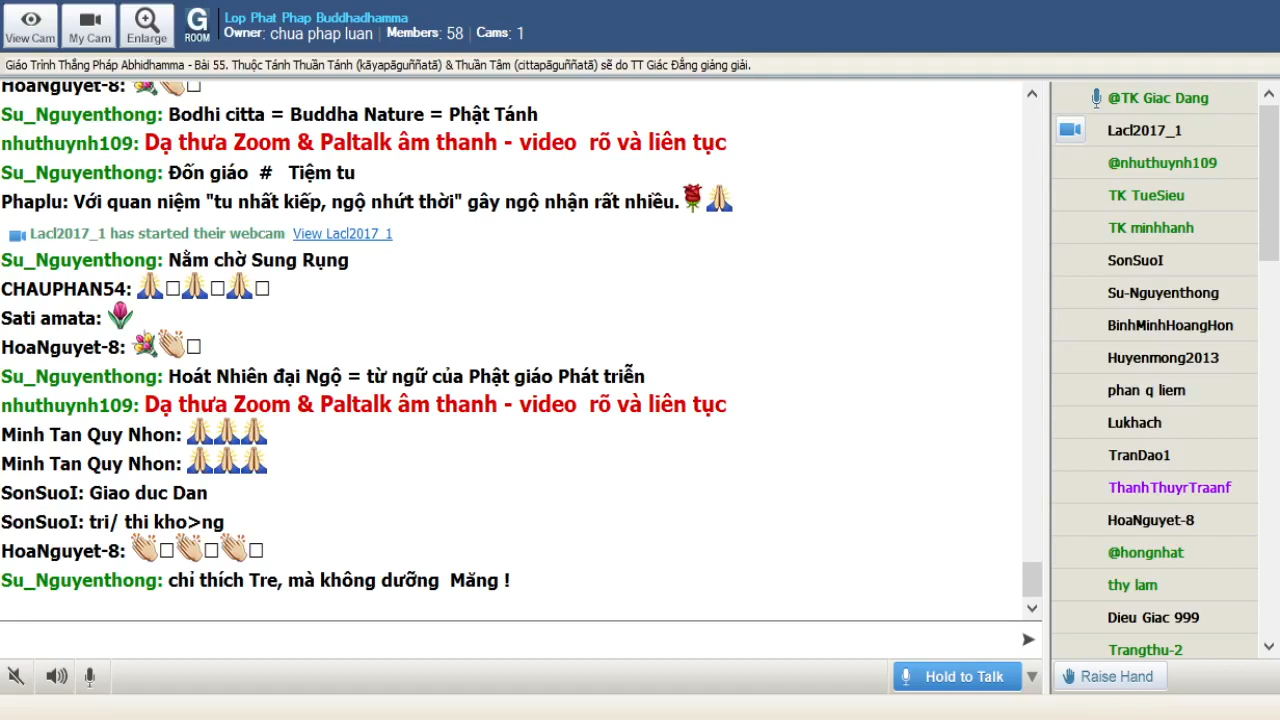 View Cam
My Cam
Enlarge
G
ROOM
Lop Phat Phap Buddhadhamma
Owner: chua phap luan | Members: 58 | Cams: 1
Giáo Trình Thắng Pháp Abhidhamma - Bài 55. Thuộc Tánh Thuần Tánh (kāyapāguññatā) & Thuần Tâm (cittapāguññatā) sẽ do TT Giác Đẳng giảng giải.
HoaNguyet-8:
Su_Nguyenthong: Bodhi citta = Buddha Nature = Phật Tánh
nhuthuynh109: Dạ thưa Zoom & Paltalk âm thanh - video rõ và liên tục
Su_Nguyenthong: Đốn giáo # Tiệm tu
Phaplu: Với quan niệm "tu nhất kiếp, ngộ nhứt thời" gây ngộ nhận rất nhiều.
Lacl2017_1 has started their webcam View Lacl2017_1
Su_Nguyenthong: Nằm chờ Sung Rụng
CHAUPHAN54:
Sati amata:
HoaNguyet-8:
Su_Nguyenthong: Hoát Nhiên đại Ngộ = từ ngữ của Phật giáo Phát triễn
nhuthuynh109: Dạ thưa Zoom & Paltalk âm thanh - video rõ và liên tục
Minh Tan Quy Nhon:
Minh Tan Quy Nhon:
SonSuoI: Giao duc Dan
SonSuoI: tri/ thi kho>ng
HoaNguyet-8:
Su_Nguyenthong: chỉ thích Tre, mà không dưỡng Măng !
Hold to Talk
@TK Giac Dang
Lacl2017_1
@nhuthuynh109
TK TueSieu
TK minhhanh
SonSuoI
Su-Nguyenthong
BinhMinhHoangHon
Huyenmong2013
phan q liem
Lukhach
TranDao1
ThanhThuyrTraanf
HoaNguyet-8
@hongnhat
thy lam
Dieu Giac 999
Trangthu-2
Raise Hand